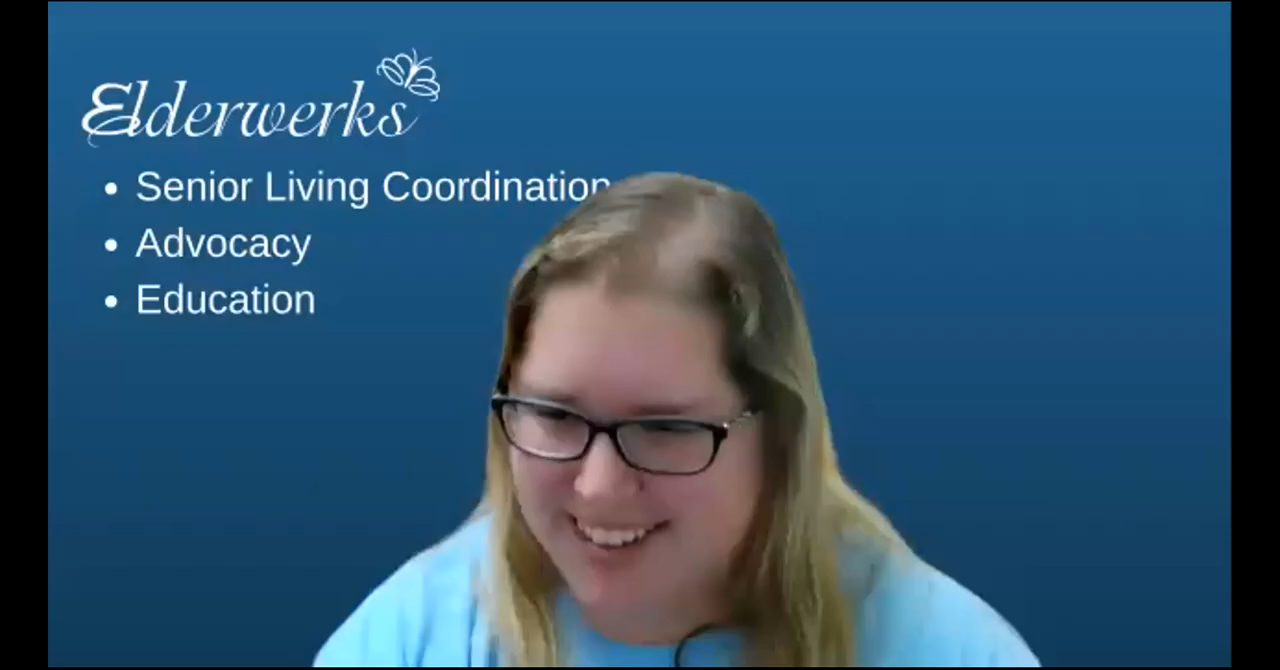 Elderwerks
• Senior Living Coordination
• Advocacy
• Education